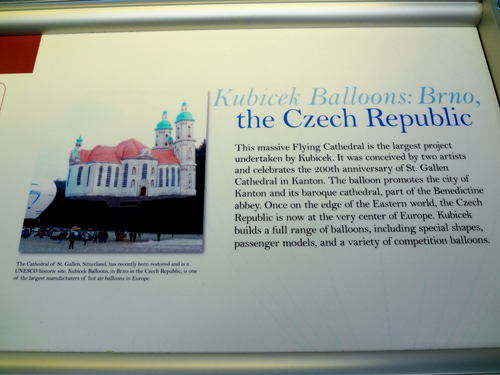 Kubicek Balloons: Brno,
the Czech Republic
This massive Flying Cathedral is the largest project
undertaken by Kubicek. It was conceived by two artists
and celebrates the 200th anniversary of St. Gallen
Cathedral in Kanton. The balloon promotes the city of
Kanton and its baroque cathedral, part of the Benedictine
abbey. Once on the edge of the Eastern world, the Czech
Republic is now at the very center of Europe. Kubicek
builds a full range of balloons, including special shapes,
passenger models, and a variety of competition balloons.
The Cathedral of St. Gallen, Sitzerland, has recently been restored and is a
UNESCO historic site. Kubicek Balloons, in Brno in the Czech Republic, is one
of the largest manufacturers of hot air balloons in Europe.